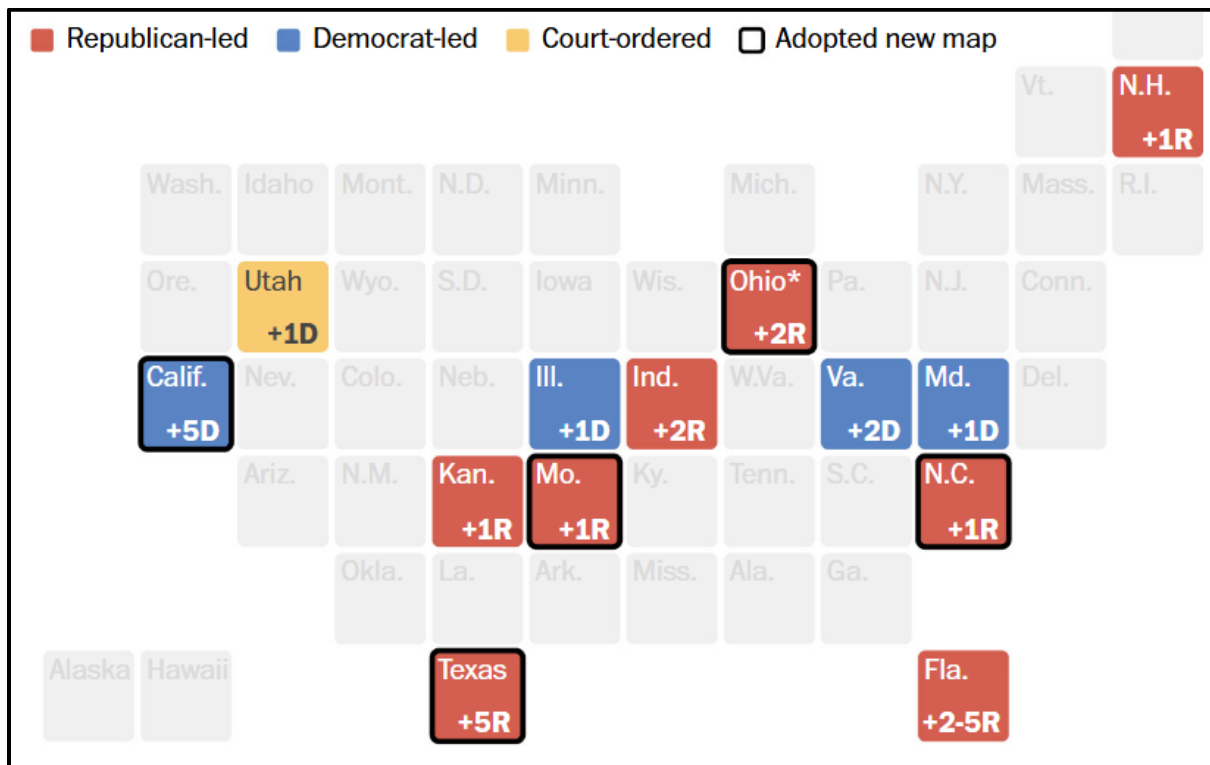 Republican-led Democrat-led Court-ordered Adopted new map
Vt. N.H.
+1R
Wash. Idaho Mont. N.D. Minn. Mich. N.Y. Mass. R.I.
Ore. Utah Wyo. S.D. Iowa Wis. Ohio* Pa. N.J. Conn.
+1D +2R
Calif. Nev. Colo. Neb. Ill. Ind. W.Va. Va. Md. Del.
+5D +1D +2R +2D +1D
Ariz. N.M. Kan. Mo. Ky. Tenn. S.C. N.C.
+1R +1R +1R
Okla. La. Ark. Miss. Ala. Ga.
Alaska Hawaii Texas Fla.
+5R +2-5R